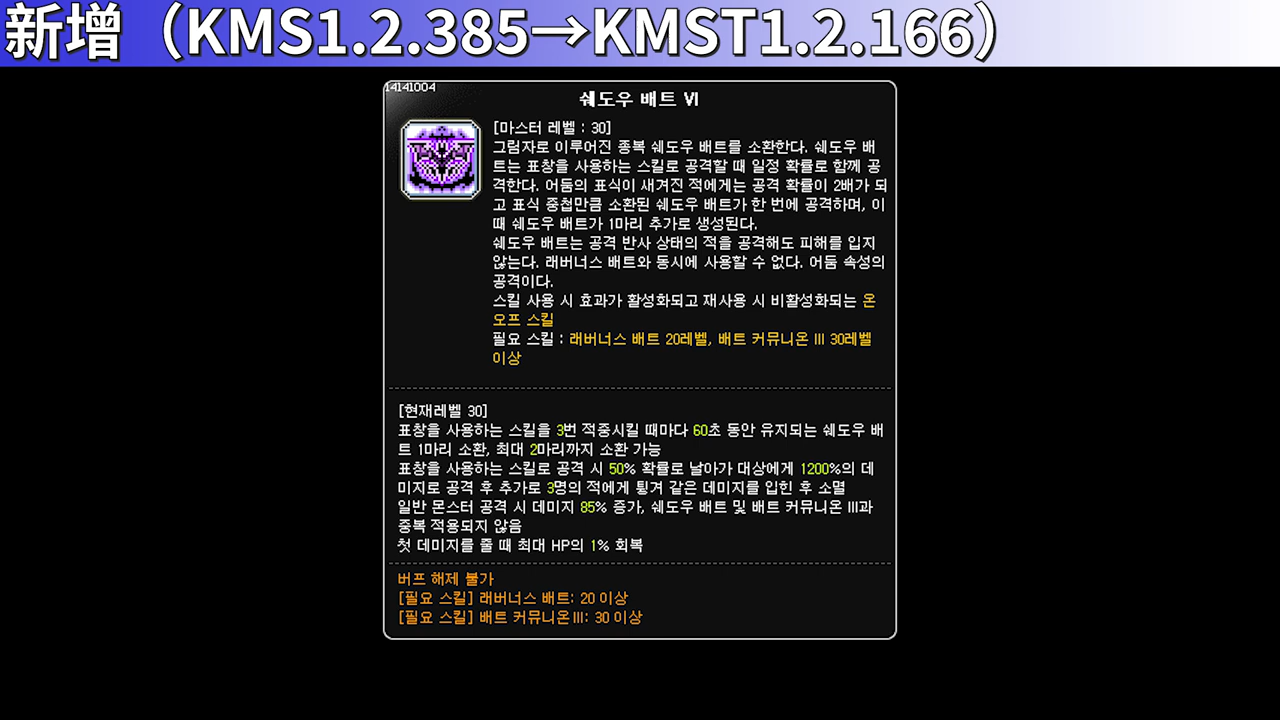 新增（KMS1.2.385→KMST1.2.166）
14141004
쉐도우 배트 VI
[마스터 레벨 : 30]
그림자로 이루어진 종복 쉐도우 배트를 소환한다. 쉐도우 배
트는 표창을 사용하는 스킬로 공격할 때 일정 확률로 함께 공
격한다. 어둠의 표식이 새겨진 적에게는 공격 확률이 2배가 되
고 표식 중첩만큼 소환된 쉐도우 배트가 한 번에 공격하며, 이
때 쉐도우 배트가 1마리 추가로 생성된다.
쉐도우 배트는 공격 반사 상태의 적을 공격해도 피해를 입지
않는다. 래버너스 배트와 동시에 사용할 수 없다. 어둠 속성의
공격이다.
스킬 사용 시 효과가 활성화되고 재사용 시 비활성화되는 온
오프 스킬
필요 스킬 : 래버너스 배트 20레벨, 배트 커뮤니온 III 30레벨
이상
[현재레벨 30]
표창을 사용하는 스킬을 3번 적중시킬 때마다 60초 동안 유지되는 쉐도우 배
트 1마리 소환, 최대 2마리까지 소환 가능
표창을 사용하는 스킬로 공격 시 50% 확률로 날아가 대상에게 1200%의 데
미지로 공격 후 추가로 3명의 적에게 튕겨 같은 데미지를 입힌 후 소멸
일반 몬스터 공격 시 데미지 85% 증가, 쉐도우 배트 및 배트 커뮤니온 III과
중복 적용되지 않음
첫 데미지를 줄 때 최대 HP의 1% 회복
버프 해제 불가
[필요 스킬] 래버너스 배트: 20 이상
[필요 스킬] 배트 커뮤니온III: 30 이상